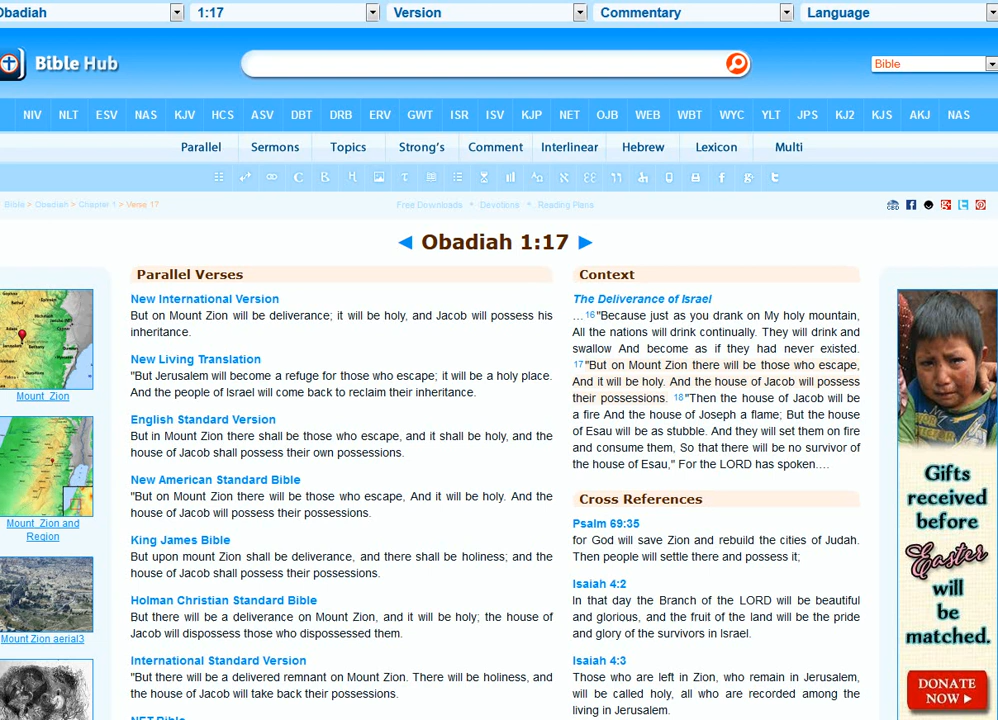 Obadiah 1:17 Version Commentary Language
Bible Hub Bible
NIV NLT ESV NAS KJV HCS ASV DBT DRB ERV GWT ISR ISV KJP NET OJB WEB WBT WYC YLT JPS KJ2 KJS AKJ NAS
Parallel Sermons Topics Strong's Comment Interlinear Hebrew Lexicon Multi
Bible > Obadiah > Chapter 1 > Verse 17
Free Downloads • Devotions • Reading Plans
◄ Obadiah 1:17 ►
Mount Zion
Mount Zion and
Region
Mount Zion aerial3
Parallel Verses
New International Version
But on Mount Zion will be deliverance; it will be holy, and Jacob will possess his
inheritance.
New Living Translation
"But Jerusalem will become a refuge for those who escape; it will be a holy place.
And the people of Israel will come back to reclaim their inheritance.
English Standard Version
But in Mount Zion there shall be those who escape, and it shall be holy, and the
house of Jacob shall possess their own possessions.
New American Standard Bible
"But on Mount Zion there will be those who escape, And it will be holy. And the
house of Jacob will possess their possessions.
King James Bible
But upon mount Zion shall be deliverance, and there shall be holiness; and the
house of Jacob shall possess their possessions.
Holman Christian Standard Bible
But there will be a deliverance on Mount Zion, and it will be holy; the house of
Jacob will dispossess those who dispossessed them.
International Standard Version
"But there will be a delivered remnant on Mount Zion. There will be holiness, and
the house of Jacob will take back their possessions.
NET Bible
Context
The Deliverance of Israel
…16"Because just as you drank on My holy mountain,
All the nations will drink continually. They will drink and
swallow And become as if they had never existed.
17"But on Mount Zion there will be those who escape,
And it will be holy. And the house of Jacob will possess
their possessions. 18"Then the house of Jacob will be
a fire And the house of Joseph a flame; But the house
of Esau will be as stubble. And they will set them on fire
and consume them, So that there will be no survivor of
the house of Esau," For the LORD has spoken.…
Cross References
Psalm 69:35
for God will save Zion and rebuild the cities of Judah.
Then people will settle there and possess it;
Isaiah 4:2
In that day the Branch of the LORD will be beautiful
and glorious, and the fruit of the land will be the pride
and glory of the survivors in Israel.
Isaiah 4:3
Those who are left in Zion, who remain in Jerusalem,
will be called holy, all who are recorded among the
living in Jerusalem.
Gifts
received
before
Easter
will
be
matched.
DONATE
NOW ►